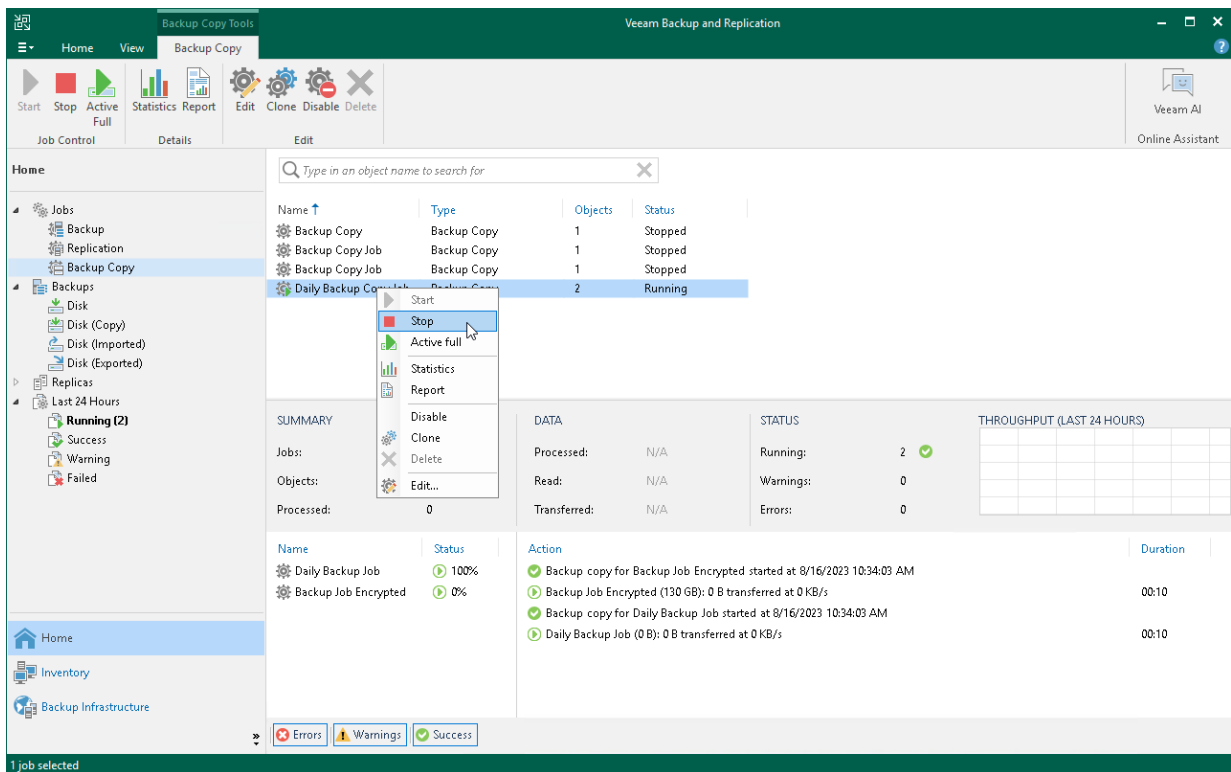 Backup Copy Tools
Veeam Backup and Replication
Home View Backup Copy
Start Stop Active Full Statistics Report Edit Clone Disable Delete
Veeam AI
Job Control Details Edit Online Assistant
Home
Type in an object name to search for
Jobs
Backup
Replication
Backup Copy
Backups
Disk
Disk (Copy)
Disk (Imported)
Disk (Exported)
Replicas
Last 24 Hours
Running (2)
Success
Warning
Failed
Name Type Objects Status
Backup Copy Backup Copy 1 Stopped
Backup Copy Job Backup Copy 1 Stopped
Backup Copy Job Backup Copy 1 Stopped
Daily Backup Copy Job Backup Copy 2 Running
Start
Stop
Active full
Statistics
Report
Disable
Clone
Delete
Edit...
SUMMARY DATA STATUS THROUGHPUT (LAST 24 HOURS)
Jobs: Processed: N/A Running: 2
Objects: Read: N/A Warnings: 0
Processed: 0 Transferred: N/A Errors: 0
Name Status Action Duration
Daily Backup Job 100% Backup copy for Backup Job Encrypted started at 8/16/2023 10:34:03 AM
Backup Job Encrypted 0% Backup Job Encrypted (130 GB): 0 B transferred at 0 KB/s 00:10
Backup copy for Daily Backup Job started at 8/16/2023 10:34:03 AM
Daily Backup Job (0 B): 0 B transferred at 0 KB/s 00:10
Home
Inventory
Backup Infrastructure
Errors Warnings Success
1 job selected